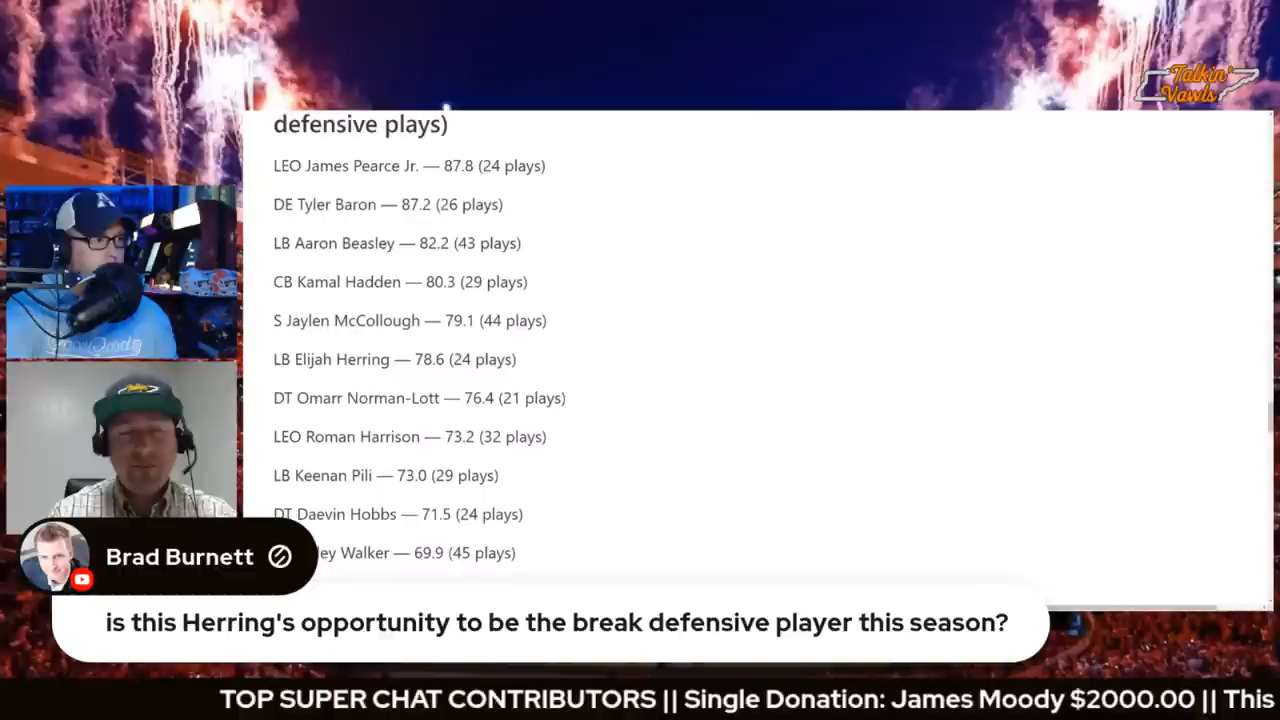 Talkin'
Vawls
defensive plays)
LEO James Pearce Jr. — 87.8 (24 plays)
DE Tyler Baron — 87.2 (26 plays)
LB Aaron Beasley — 82.2 (43 plays)
CB Kamal Hadden — 80.3 (29 plays)
S Jaylen McCollough — 79.1 (44 plays)
LB Elijah Herring — 78.6 (24 plays)
DT Omarr Norman-Lott — 76.4 (21 plays)
LEO Roman Harrison — 73.2 (32 plays)
LB Keenan Pili — 73.0 (29 plays)
DT Daevin Hobbs — 71.5 (24 plays)
ley Walker — 69.9 (45 plays)
Brad Burnett
is this Herring's opportunity to be the break defensive player this season?
TOP SUPER CHAT CONTRIBUTORS || Single Donation: James Moody $2000.00 || This